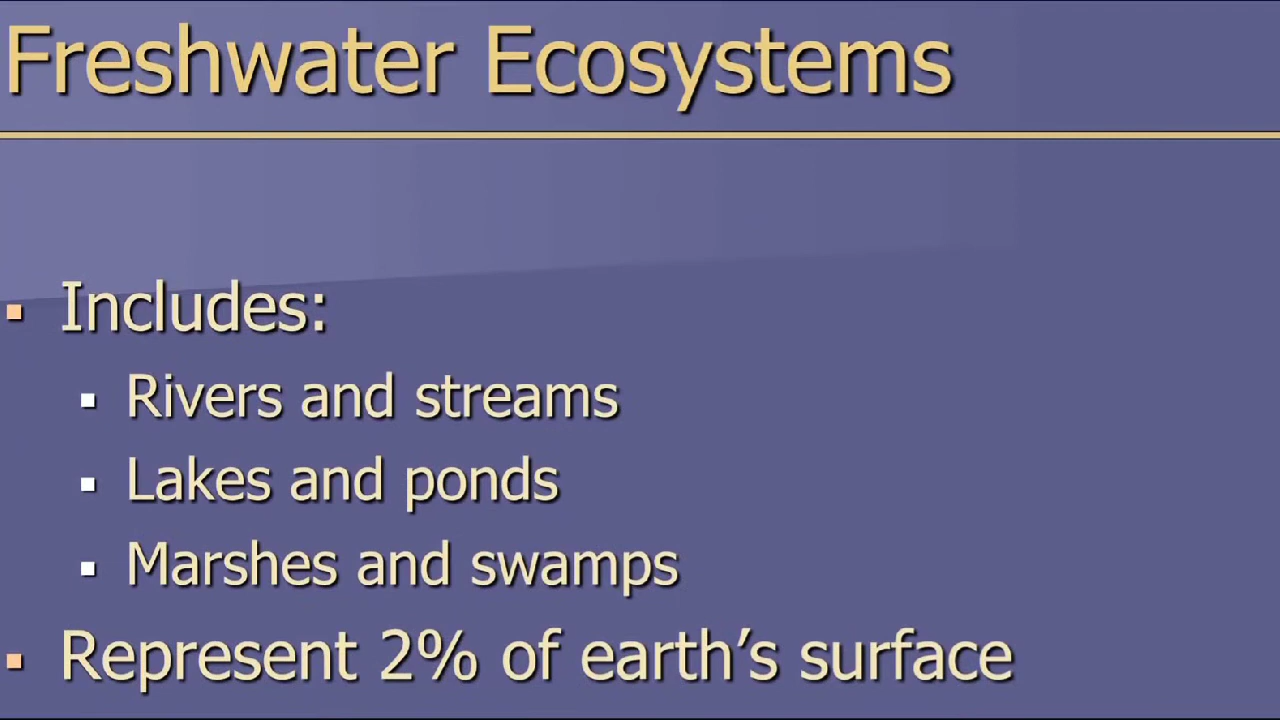 Freshwater Ecosystems
Includes:
Rivers and streams
Lakes and ponds
Marshes and swamps
Represent 2% of earth’s surface